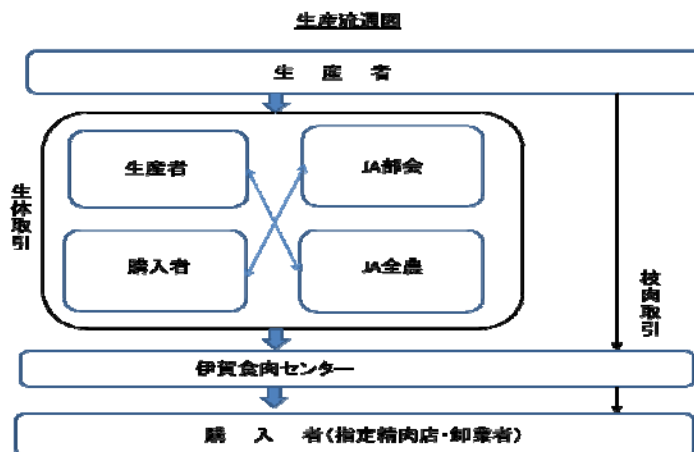 生産流通図
生 産 者
生産者
JA部会
生体取引
購入者
JA全農
枝肉取引
伊賀食肉センター
購 入 者(指定精肉店・卸業者)